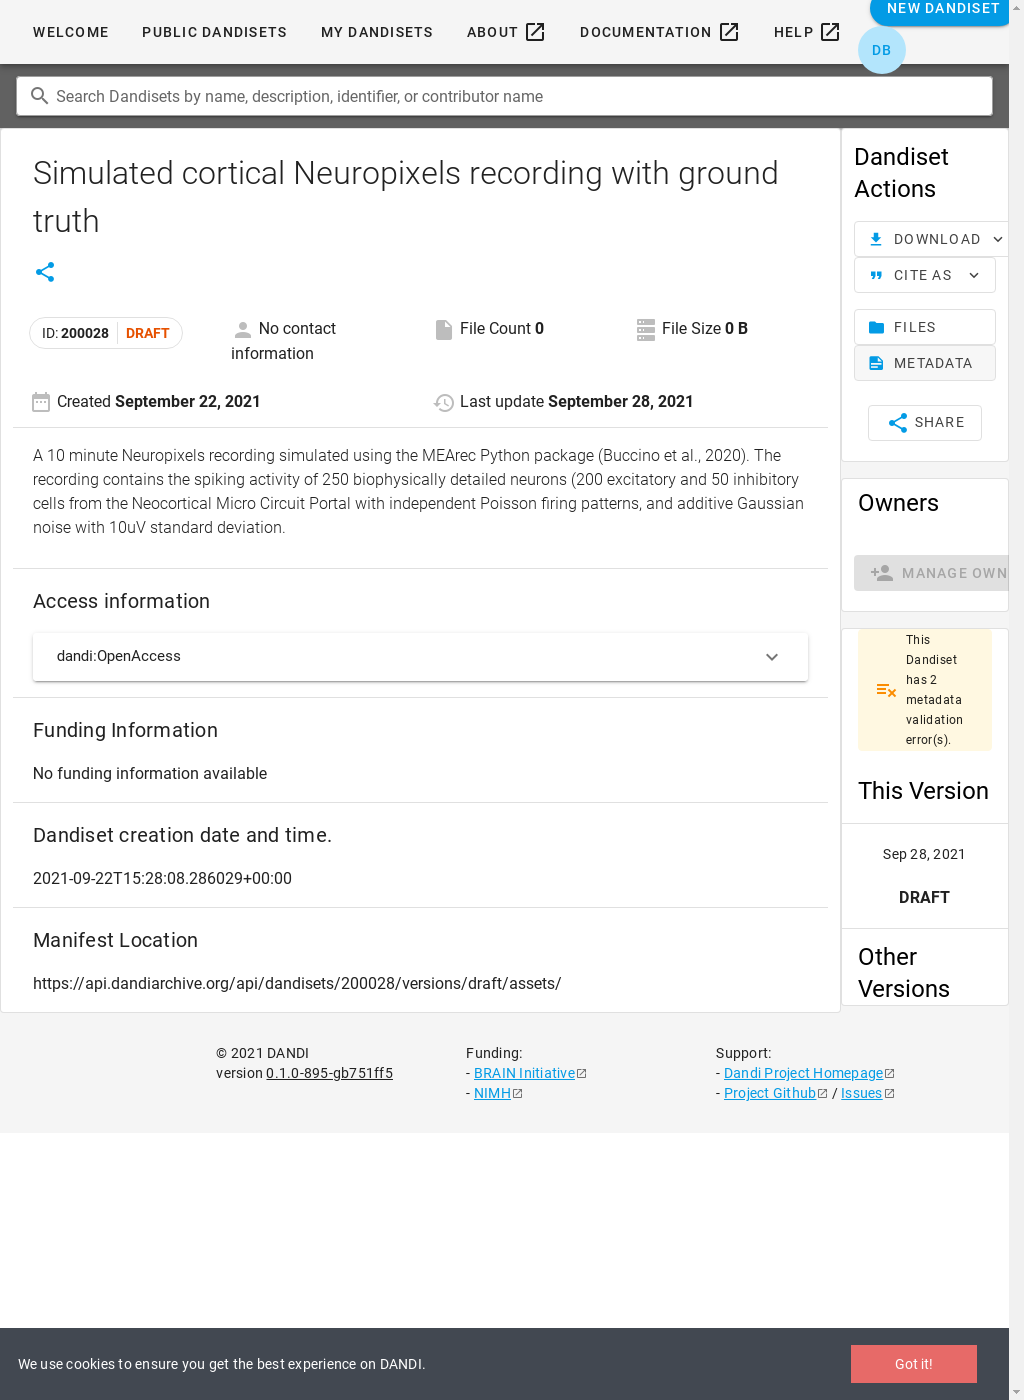 WELCOME
PUBLIC DANDISETS
MY DANDISETS
ABOUT
DOCUMENTATION
HELP
NEW DANDISET
DB
Search Dandisets by name, description, identifier, or contributor name
Simulated cortical Neuropixels recording with ground
truth
ID: 200028 DRAFT
No contact
information
File Count 0
File Size 0 B
Created September 22, 2021
Last update September 28, 2021
A 10 minute Neuropixels recording simulated using the MEArec Python package (Buccino et al., 2020). The
recording contains the spiking activity of 250 biophysically detailed neurons (200 excitatory and 50 inhibitory
cells from the Neocortical Micro Circuit Portal with independent Poisson firing patterns, and additive Gaussian
noise with 10uV standard deviation.
Access information
dandi:OpenAccess
Funding Information
No funding information available
Dandiset creation date and time.
2021-09-22T15:28:08.286029+00:00
Manifest Location
https://api.dandiarchive.org/api/dandisets/200028/versions/draft/assets/
Dandiset
Actions
DOWNLOAD
CITE AS
FILES
METADATA
SHARE
Owners
MANAGE OWN
This
Dandiset
has 2
metadata
validation
error(s).
This Version
Sep 28, 2021
DRAFT
Other
Versions
© 2021 DANDI
version 0.1.0-895-gb751ff5
Funding:
- BRAIN Initiative
- NIMH
Support:
- Dandi Project Homepage
- Project Github / Issues
We use cookies to ensure you get the best experience on DANDI.
Got it!